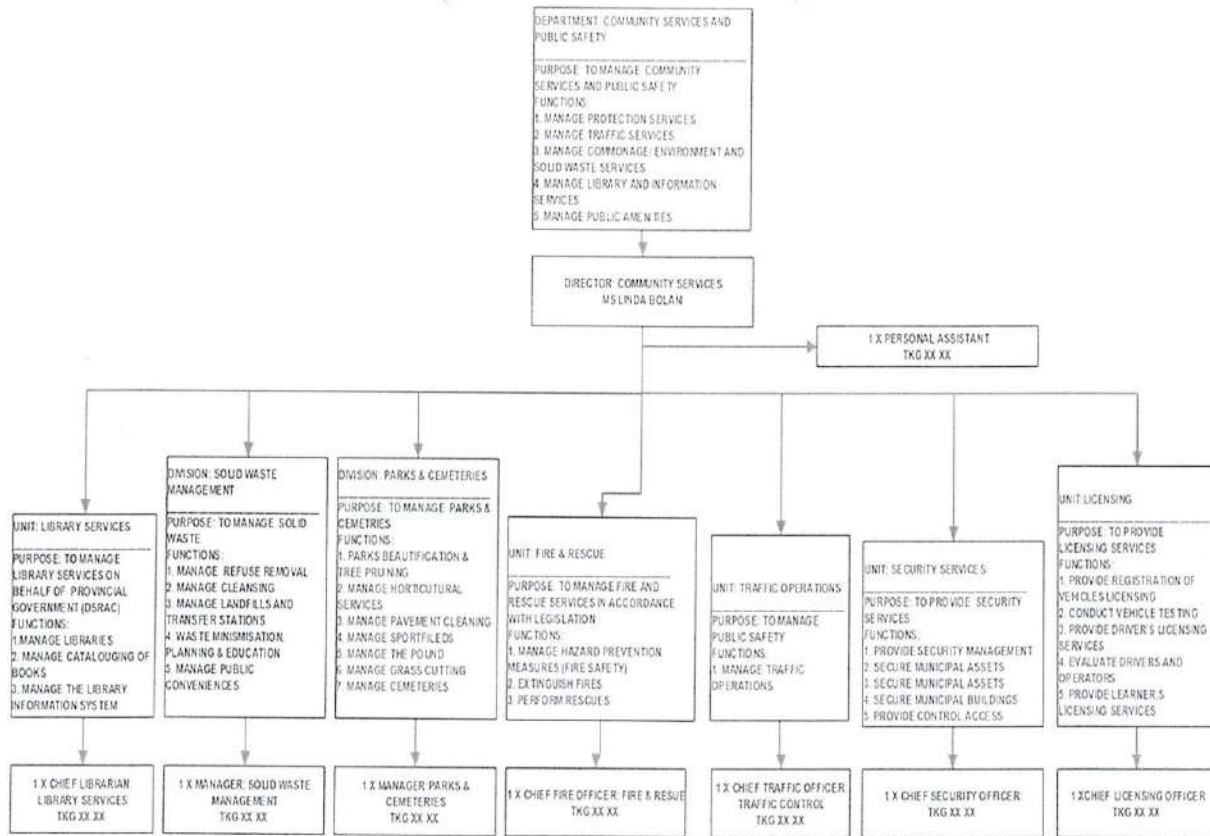 DEPARTMENT: COMMUNITY SERVICES AND
PUBLIC SAFETY
PURPOSE: TO MANAGE COMMUNITY
SERVICES AND PUBLIC SAFETY
FUNCTIONS:
1. MANAGE PROTECTION SERVICES
2. MANAGE TRAFFIC SERVICES
3. MANAGE COMMONAGE/ ENVIRONMENT AND
SOLID WASTE SERVICES
4. MANAGE LIBRARY AND INFORMATION
SERVICES
5. MANAGE PUBLIC AMENITIES
DIRECTOR: COMMUNITY SERVICES
MS LINDA BOLANI
1 X PERSONAL ASSISTANT
TKG XX XX
UNIT: LIBRARY SERVICES
PURPOSE: TO MANAGE
LIBRARY SERVICES ON
BEHALF OF PROVINCIAL
GOVERNMENT (DSRAC)
FUNCTIONS:
1.MANAGE LIBRARIES
2. MANAGE CATALOUGING OF
BOOKS
3. MANAGE THE LIBRARY
INFORMATION SYSTEM
1 X CHIEF LIBRARIAN
LIBRARY SERVICES
TKG XX XX
DIVISION: SOLID WASTE
MANAGEMENT
PURPOSE: TO MANAGE SOLID
WASTE
FUNCTIONS:
1. MANAGE REFUSE REMOVAL
2. MANAGE CLEANSING
3. MANAGE LANDFILLS AND
TRANSFER STATIONS
4. WASTE MINISMISATION,
PLANNING & EDUCATION
5. MANAGE PUBLIC
CONVENIENCES
1 X MANAGER: SOLID WASTE
MANAGEMENT
TKG XX XX
DIVISION: PARKS & CEMETERIES
PURPOSE: TO MANAGE PARKS &
CEMETRIES
FUNCTIONS:
1. PARKS BEAUTIFICATION &
TREE PRUINING
2. MANAGE HORTICUTURAL
SERVICES
3. MANAGE PAVEMENT CLEANING
4. MANAGE SPORTFILEDS
5. MANAGE THE POUND
6. MANAGE GRASS CUTTING
7. MANAGE CEMETERIES
1 X MANAGER PARKS &
CEMETERIES
TKG XX XX
UNIT: FIRE & RESCUE
PURPOSE: TO MANAGE FIRE AND
RESCUE SERVICES IN ACCORDANCE
WITH LEGISLATION
FUNCTIONS:
1. MANAGE HAZARD PREVENTION
MEASURES (FIRE SAFETY)
2. EXTINGUISH FIRES
3. PERFORM RESCUES
1 X CHIEF FIRE OFFICER: FIRE & RESUE
TKG XX XX
UNIT: TRAFFIC OPERATIONS
PURPOSE: TO MANAGE
PUBLIC SAFETY
FUNCTIONS:
1. MANAGE TRAFFIC
OPERATIONS
1 X CHIEF TRAFFIC OFFICER:
TRAFFIC CONTROL
TKG XX XX
UNIT: SECURITY SERVICES
PURPOSE: TO PROVIDE SECURITY
SERVICES
FUNCTIONS:
1. PROVIDE SECURITY MANAGEMENT
2. SECURE MUNICIPAL ASSETS
3. SECURE MUNICIPAL ASSETS
4. SECURE MUNICIPAL BUILDINGS
5. PROVIDE CONTROL ACCESS
1 X CHIEF SECURITY OFFICER:
TKG XX XX
UNIT LICENSING
PURPOSE: TO PROVIDE
LICENSING SERVICES
FUNCTIONS:
1. PROVIDE REGISTRATION OF
VEHICLES LICENSING
2. CONDUCT VEHICLE TESTING
3. PROVIDE DRIVER'S LICENSING
SERVICES
4. EVALUATE DRIVERS AND
OPERATORS
5. PROVIDE LEARNER,S
LICENSING SERVICES
1 XCHIEF LICENSING OFFICER
TKG XX XX